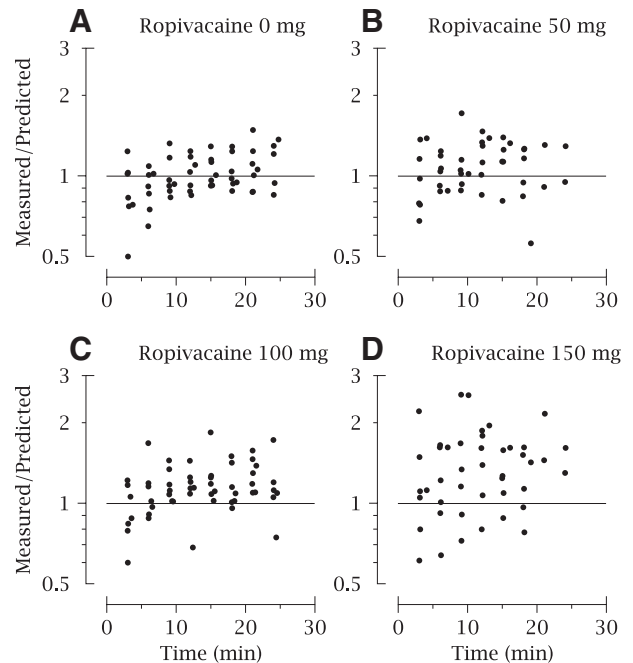 A Ropivacaine 0 mg
B Ropivacaine 50 mg
Measured/Predicted
3
2
1
0.5
0 10 20 30
3
2
1
0.5
0 10 20 30
C Ropivacaine 100 mg
D Ropivacaine 150 mg
Measured/Predicted
3
2
1
0.5
0 10 20 30
Time (min)
3
2
1
0.5
0 10 20 30
Time (min)